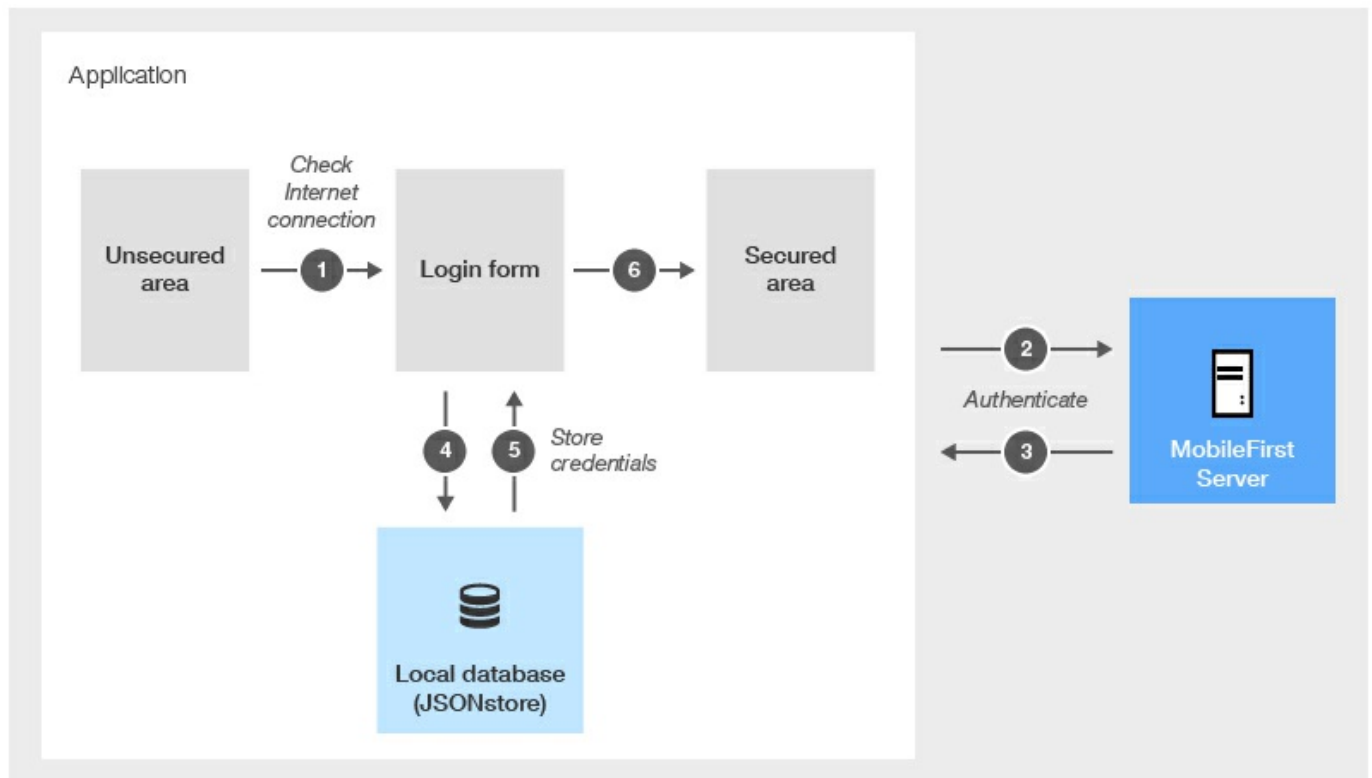 Application
Check
Internet
connection
Unsecured
area
1
Login form
6
Secured
area
2
Authenticate
3
MobileFirst
Server
4
5
Store
credentials
Local database
(JSONstore)